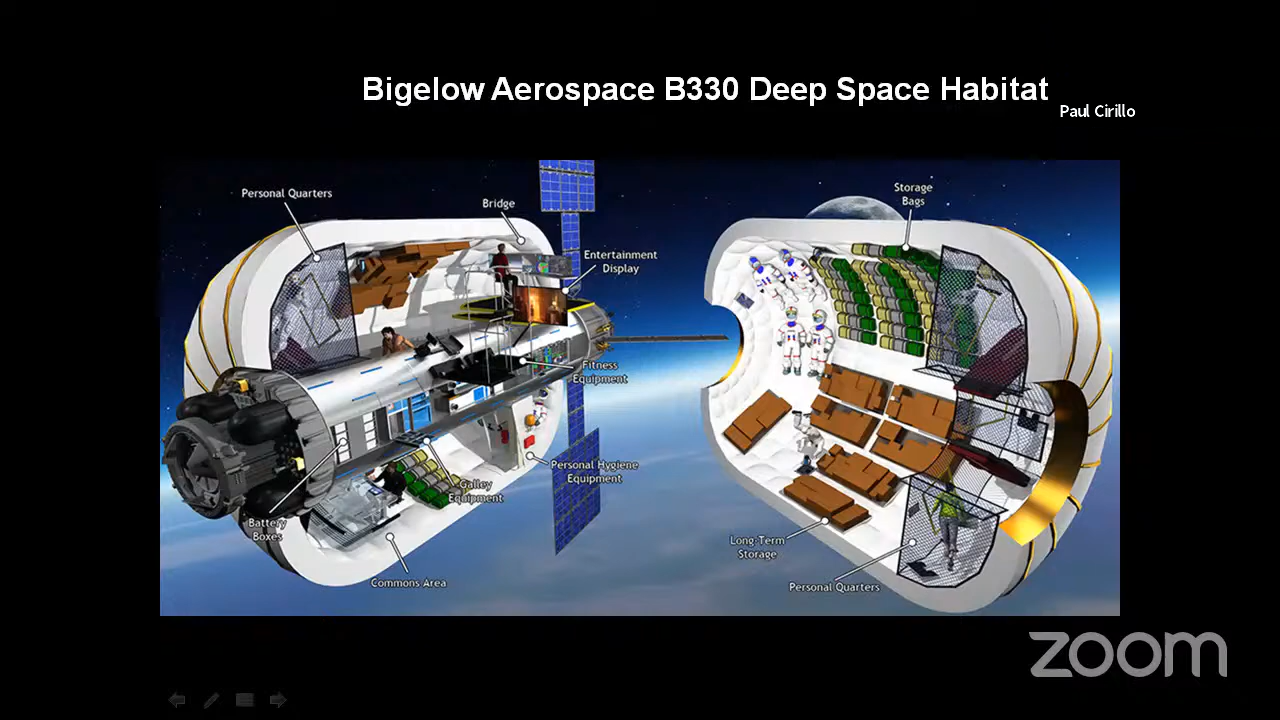 Bigelow Aerospace B330 Deep Space Habitat
Paul Cirillo
Personal Quarters
Bridge
Entertainment
Display
Storage
Bags
Fitness
Equipment
Personal Hygiene
Equipment
Galley
Equipment
Battery
Boxes
Commons Area
Long-Term
Storage
Personal Quarters
zoom